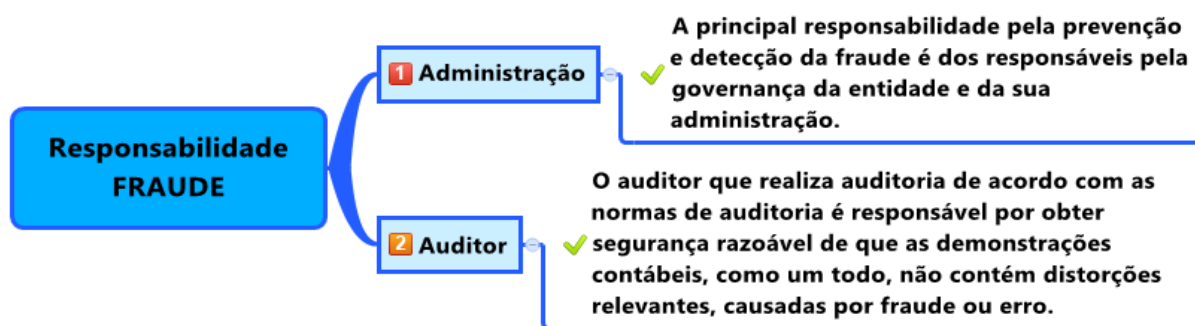 Responsabilidade
FRAUDE
1 Administração
A principal responsabilidade pela prevenção
e detecção da fraude é dos responsáveis pela
governança da entidade e da sua
administração.
2 Auditor
O auditor que realiza auditoria de acordo com as
normas de auditoria é responsável por obter
segurança razoável de que as demonstrações
contábeis, como um todo, não contém distorções
relevantes, causadas por fraude ou erro.